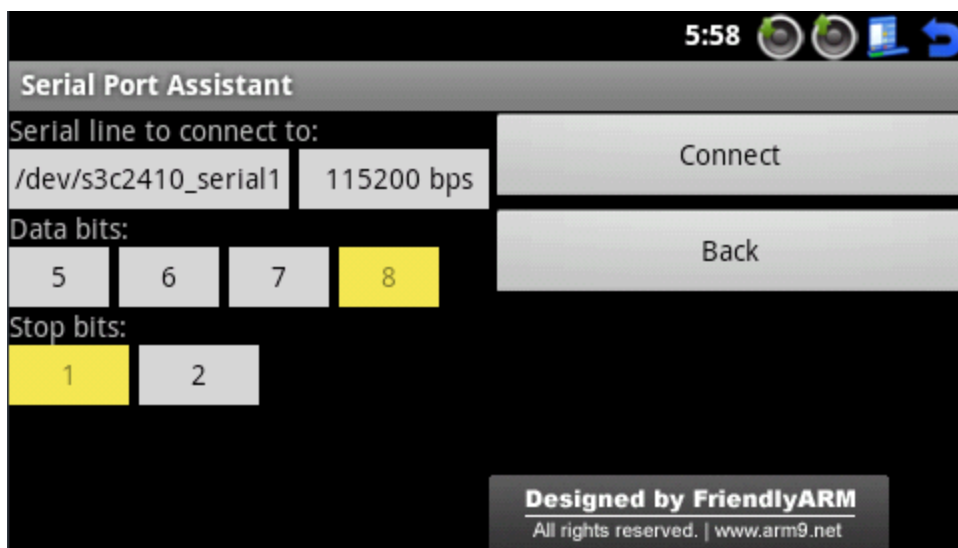 5:58
Serial Port Assistant
Serial line to connect to:
/dev/s3c2410_serial1 115200 bps
Connect
Data bits:
5 6 7 8
Back
Stop bits:
1 2
Designed by FriendlyARM
All rights reserved. | www.arm9.net